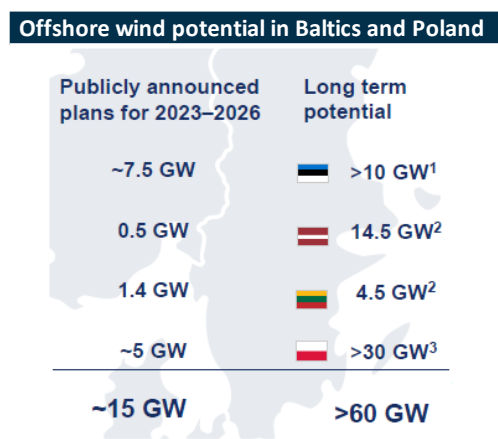 Offshore wind potential in Baltics and Poland
Publicly announced
plans for 2023–2026
Long term
potential
~7.5 GW >10 GW¹
0.5 GW 14.5 GW²
1.4 GW 4.5 GW²
~5 GW >30 GW³
~15 GW >60 GW